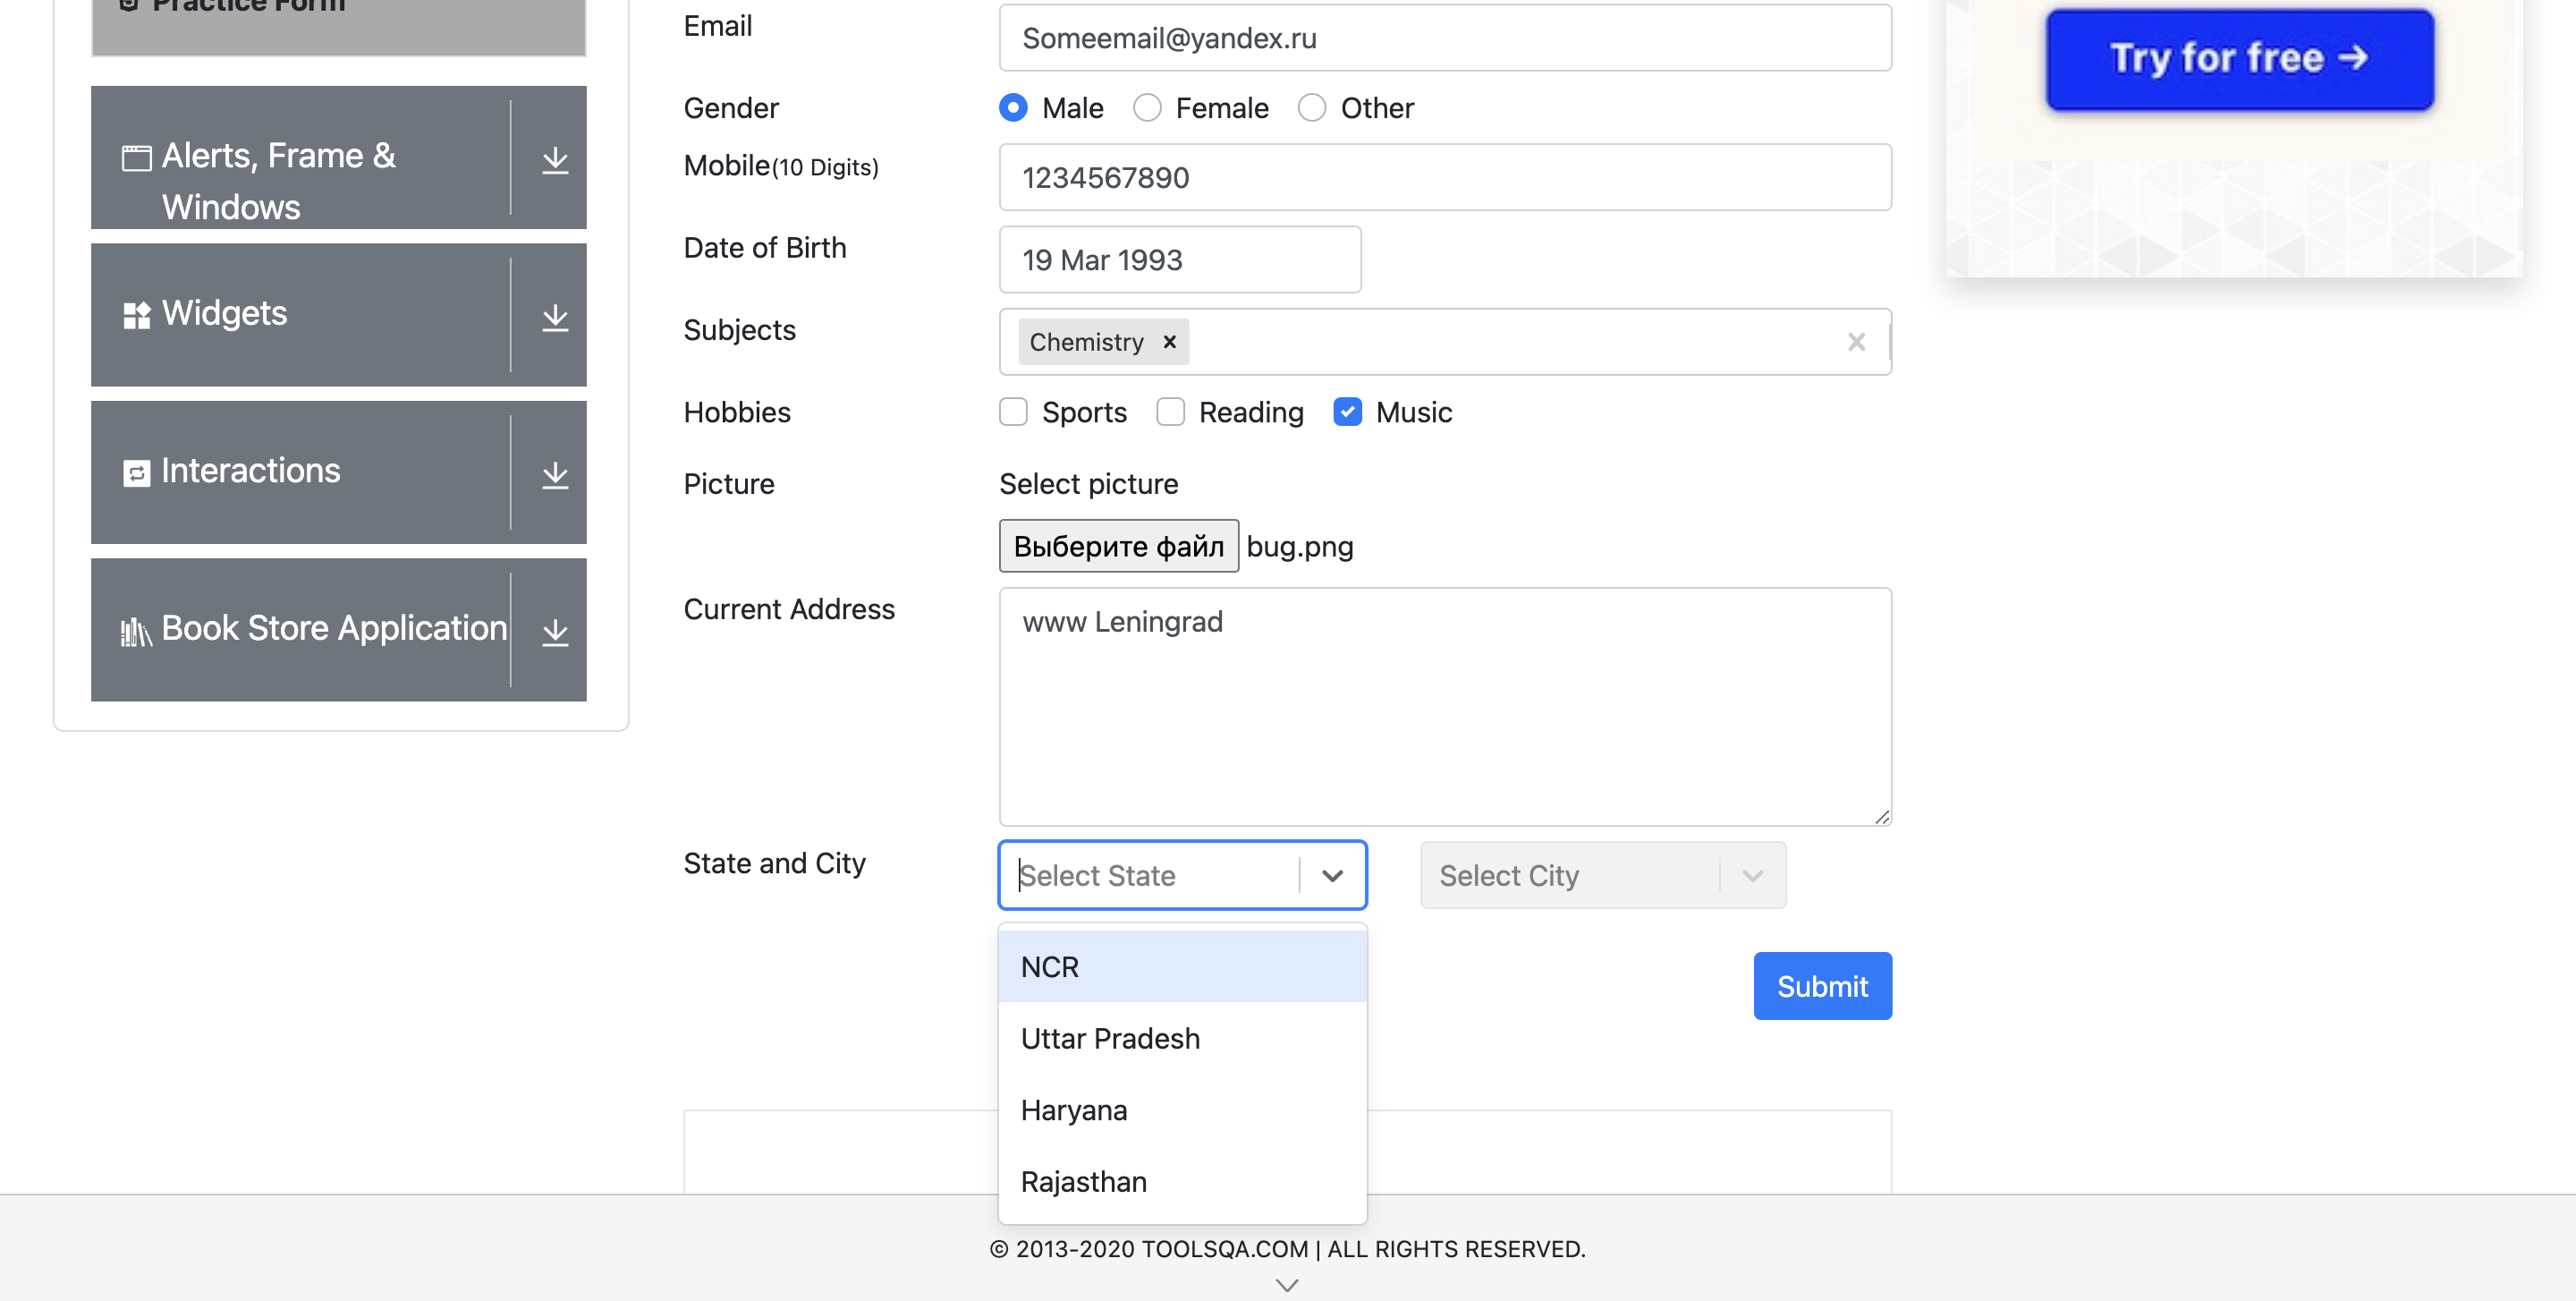 Practice Form
Alerts, Frame &
Windows
Widgets
Interactions
Book Store Application
Email
Someemail@yandex.ru
Gender
Male
Female
Other
Mobile(10 Digits)
1234567890
Date of Birth
19 Mar 1993
Subjects
Chemistry
Hobbies
Sports
Reading
Music
Picture
Select picture
Выберите файл bug.png
Current Address
www Leningrad
State and City
Select State
Select City
NCR
Uttar Pradesh
Haryana
Rajasthan
Submit
Try for free →
© 2013-2020 TOOLSQA.COM | ALL RIGHTS RESERVED.